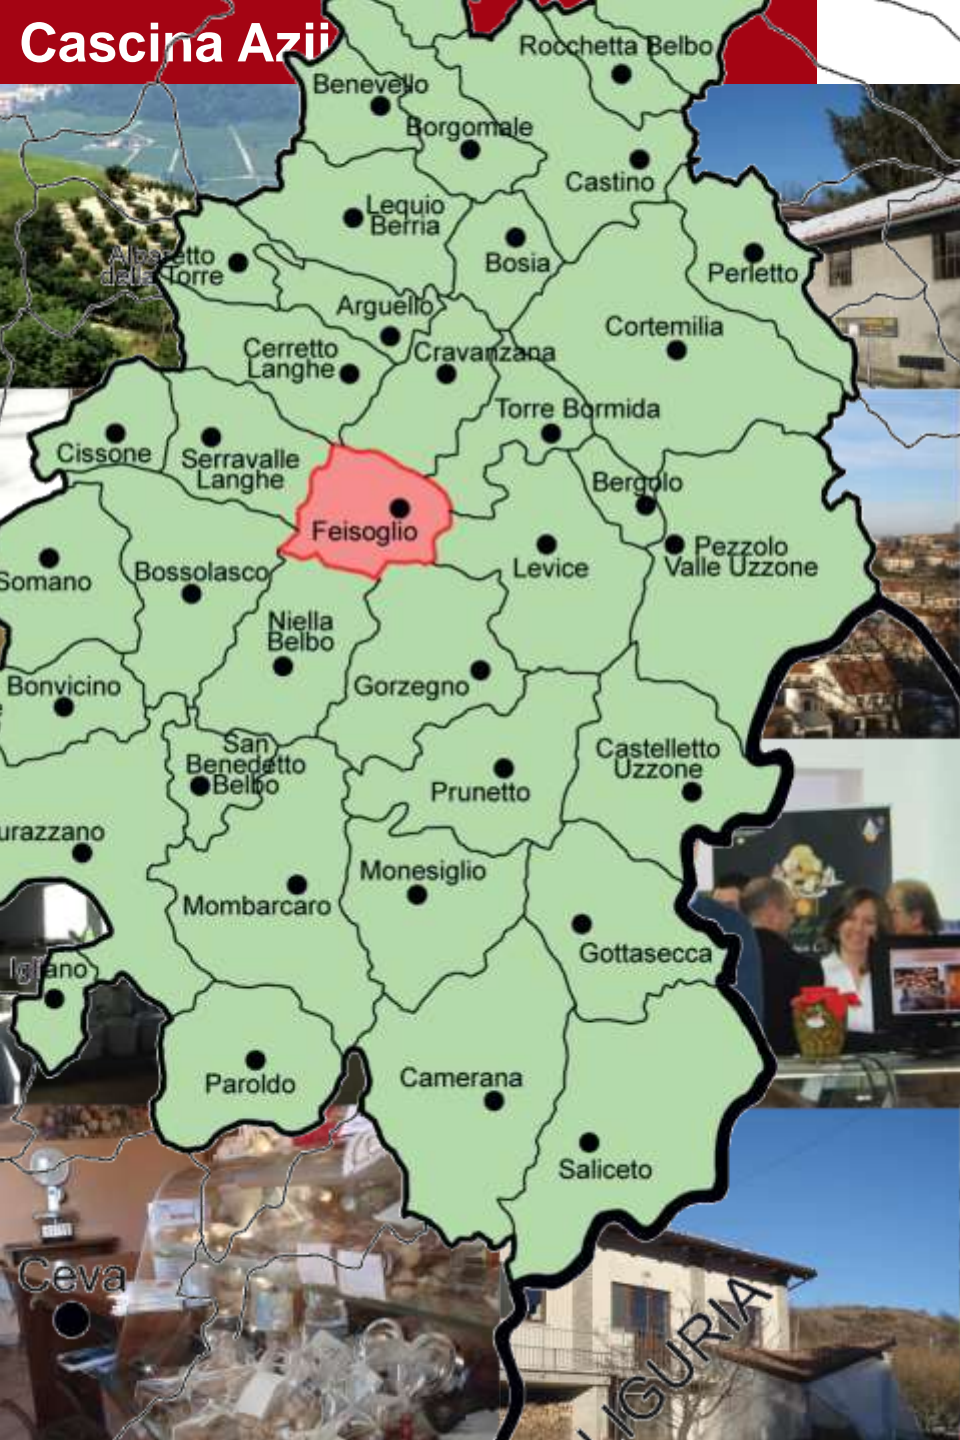 Cascina Azii
Rocchetta Belbo
Benevello
Borgomale
Castino
Lequio
Berria
Bosia
Perletto
Albaretto
della Torre
Arguello
Cortemilia
Cerretto
Langhe
Cravanzana
Torre Bormida
Cissone
Serravalle
Langhe
Bergolo
Feisoglio
Pezzolo
Valle Uzzone
Levice
Somano
Bossolasco
Niella
Belbo
Bonvicino
Gorzegno
San
Benedetto
Belbo
Castelletto
Uzzone
Prunetto
urazzano
Monesiglio
Mombarcaro
Gottasecca
Igliano
Paroldo
Camerana
Saliceto
Ceva
LIGURIA